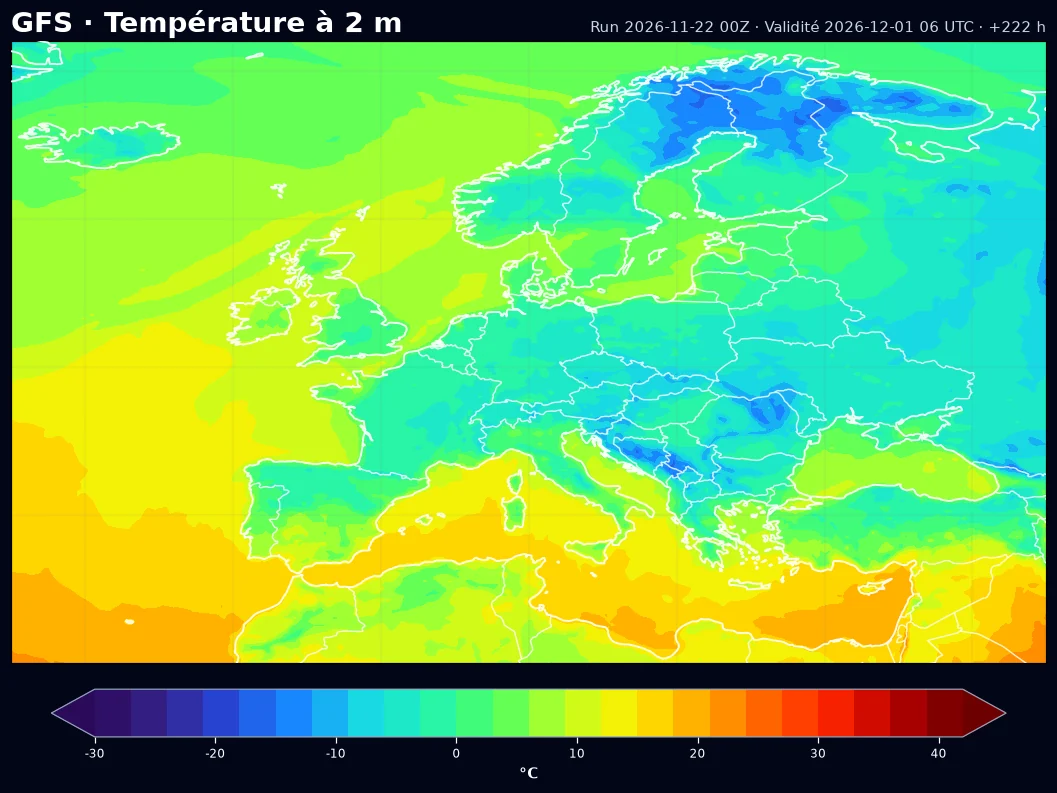 GFS · Température à 2 m
Run 2026-11-22 00Z · Validité 2026-12-01 06 UTC · +222 h
-30 -20 -10 0 10 20 30 40
°C